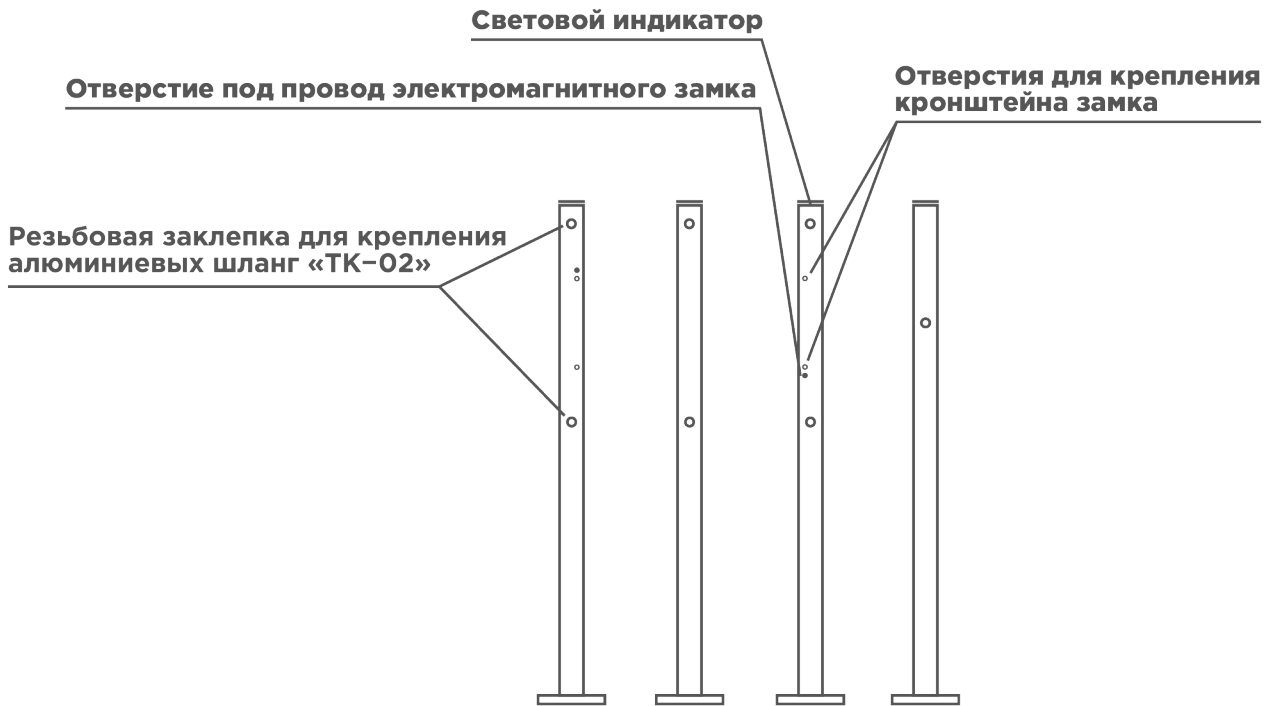 Световой индикатор
Отверстие под провод электромагнитного замка
Отверстия для крепления
кронштейна замка
Резьбовая заклепка для крепления
алюминиевых шланг «ТК–02»